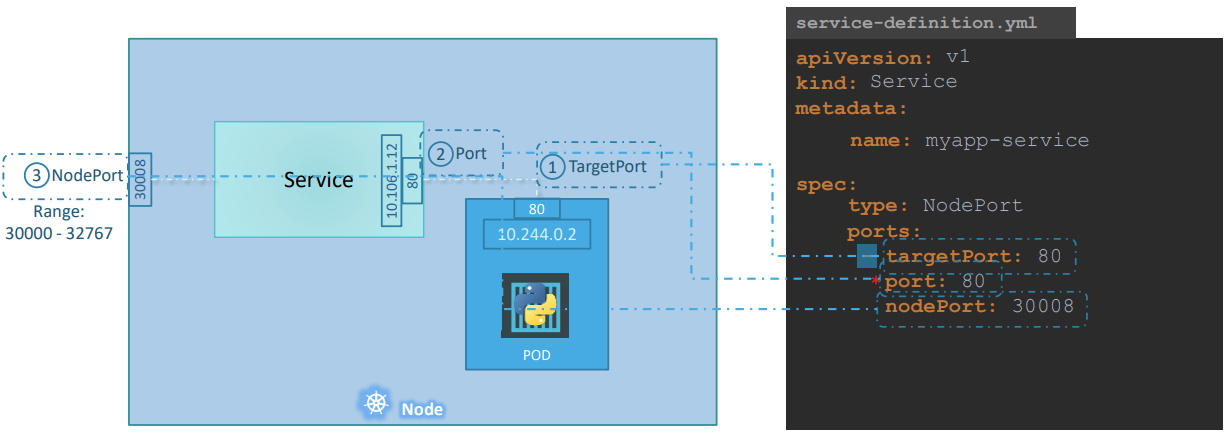 service-definition.yml
apiVersion: v1
kind: Service
metadata:
name: myapp-service
spec:
type: NodePort
ports:
targetPort: 80
* port: 80
nodePort: 30008
3 NodePort
Range:
30000 - 32767
30008
Service
10.106.1.12
80
2 Port
1 TargetPort
80
10.244.0.2
POD
Node